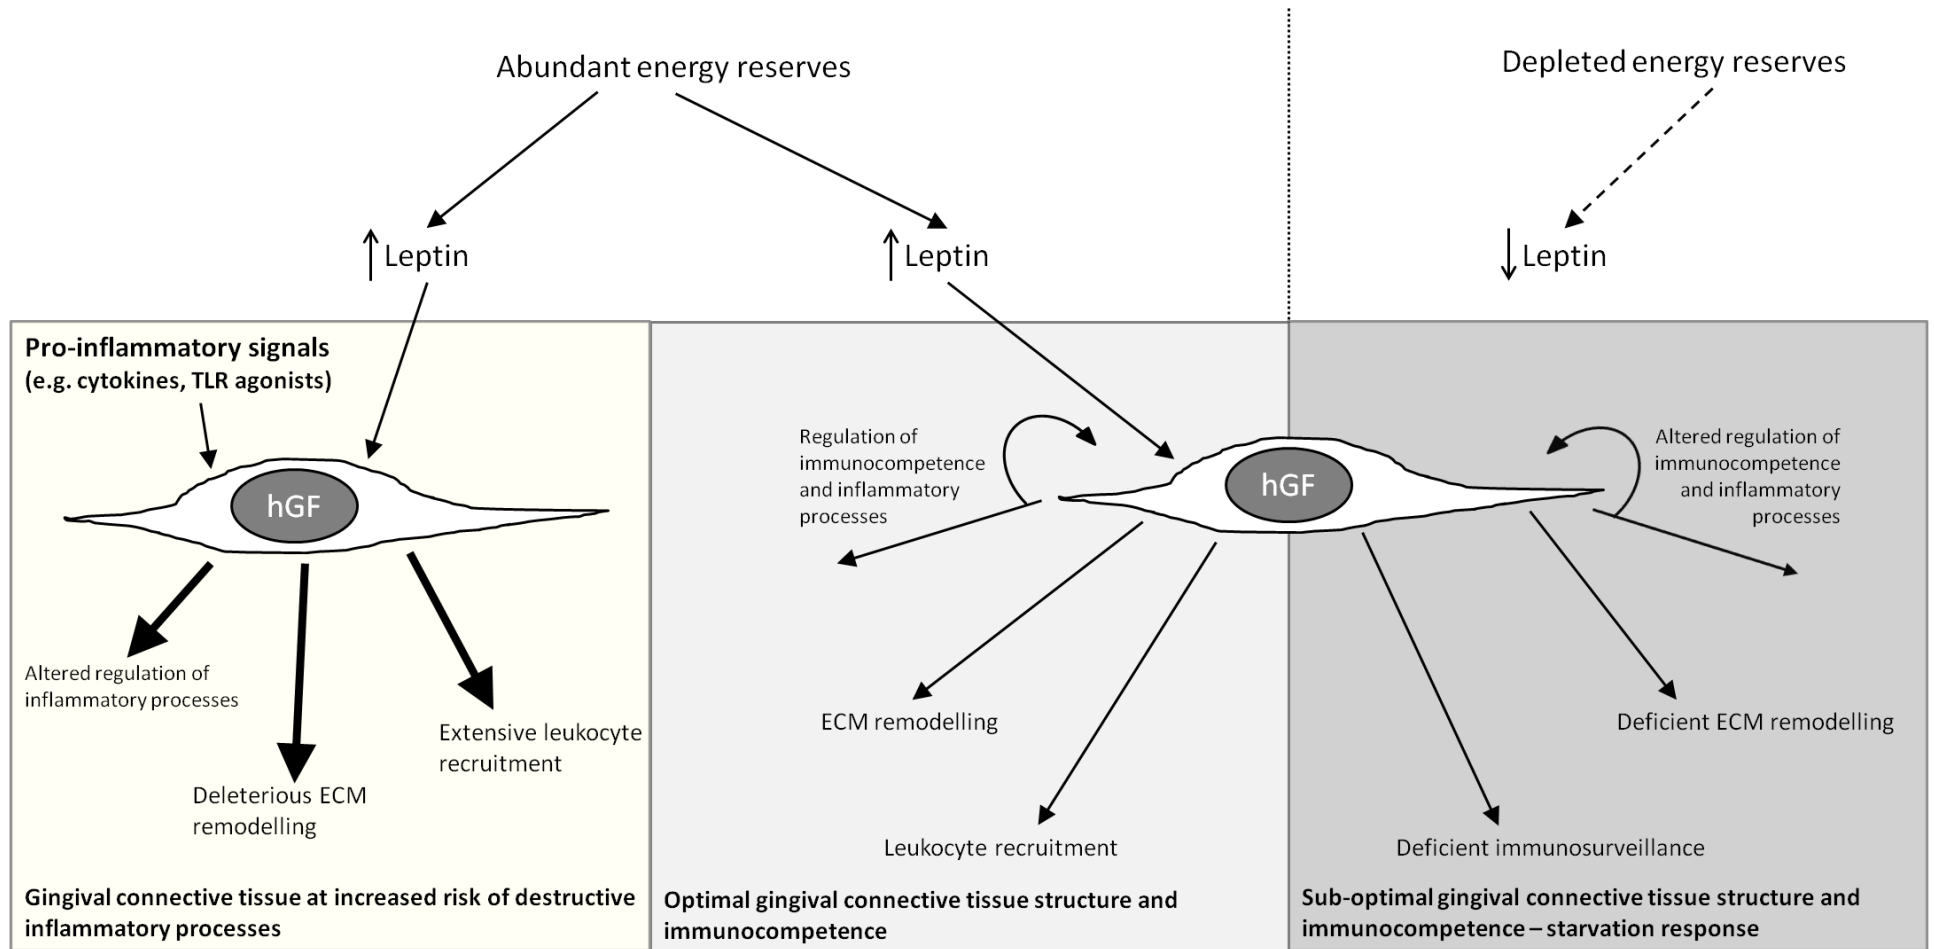 Abundant energy reserves
Depleted energy reserves
Leptin
Leptin
Leptin
Pro-inflammatory signals
(e.g. cytokines, TLR agonists)
hGF
Altered regulation of
inflammatory processes
Deleterious ECM
remodelling
Extensive leukocyte
recruitment
Gingival connective tissue at increased risk of destructive
inflammatory processes
Regulation of
immunocompetence
and inflammatory
processes
hGF
ECM remodelling
Leukocyte recruitment
Optimal gingival connective tissue structure and
immunocompetence
Altered regulation of
immunocompetence
and inflammatory
processes
Deficient ECM remodelling
Deficient immunosurveillance
Sub-optimal gingival connective tissue structure and
immunocompetence – starvation response